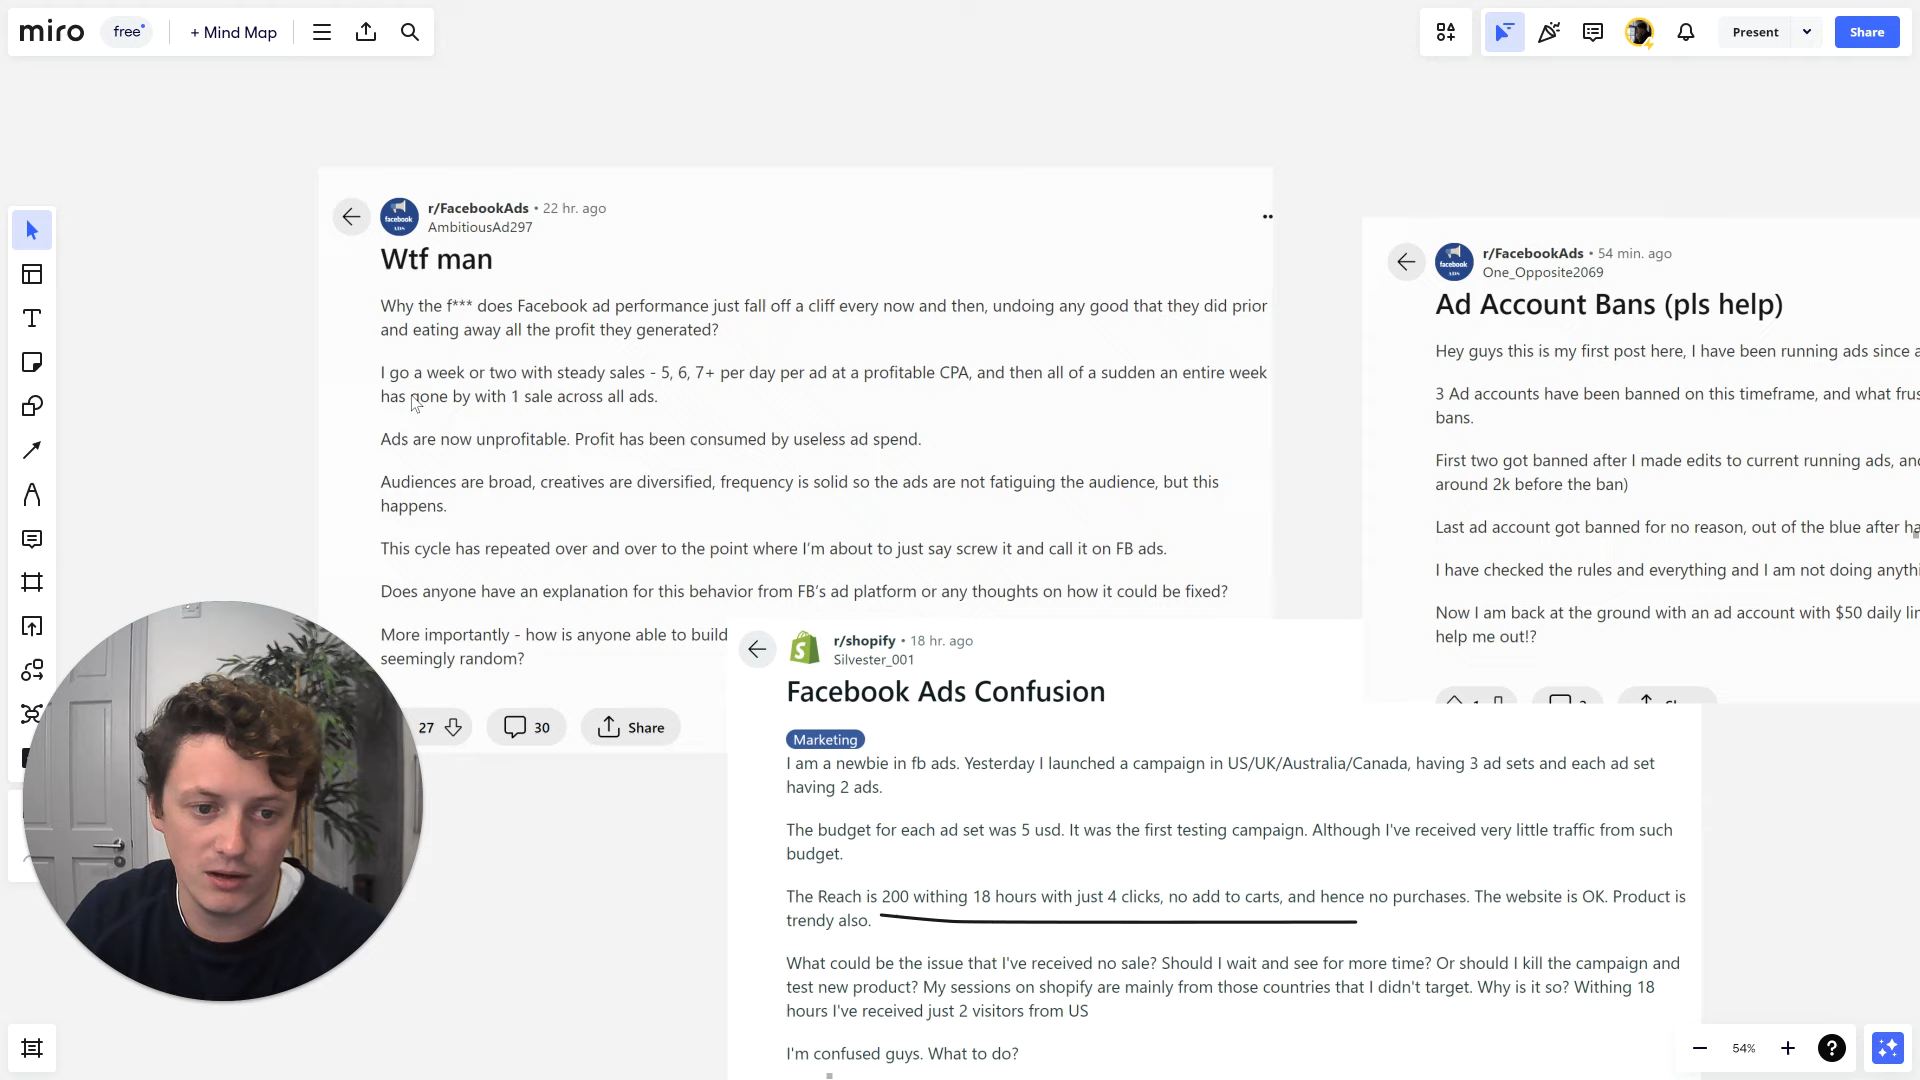 miro free + Mind Map
Present Share
r/FacebookAds • 22 hr. ago
AmbitiousAd297
Wtf man
Why the f*** does Facebook ad performance just fall off a cliff every now and then, undoing any good that they did prior
and eating away all the profit they generated?
I go a week or two with steady sales - 5, 6, 7+ per day per ad at a profitable CPA, and then all of a sudden an entire week
has gone by with 1 sale across all ads.
Ads are now unprofitable. Profit has been consumed by useless ad spend.
Audiences are broad, creatives are diversified, frequency is solid so the ads are not fatiguing the audience, but this
happens.
This cycle has repeated over and over to the point where I'm about to just say screw it and call it on FB ads.
Does anyone have an explanation for this behavior from FB's ad platform or any thoughts on how it could be fixed?
More importantly - how is anyone able to build
seemingly random?
27 30 Share
r/FacebookAds • 54 min. ago
One_Opposite2069
Ad Account Bans (pls help)
Hey guys this is my first post here, I have been running ads since a
3 Ad accounts have been banned on this timeframe, and what frus
bans.
First two got banned after I made edits to current running ads, an
around 2k before the ban)
Last ad account got banned for no reason, out of the blue after ha
I have checked the rules and everything and I am not doing anythi
Now I am back at the ground with an ad account with $50 daily li
help me out!?
r/shopify • 18 hr. ago
Silvester_001
Facebook Ads Confusion
Marketing
I am a newbie in fb ads. Yesterday I launched a campaign in US/UK/Australia/Canada, having 3 ad sets and each ad set
having 2 ads.
The budget for each ad set was 5 usd. It was the first testing campaign. Although I've received very little traffic from such
budget.
The Reach is 200 withing 18 hours with just 4 clicks, no add to carts, and hence no purchases. The website is OK. Product is
trendy also.
What could be the issue that I've received no sale? Should I wait and see for more time? Or should I kill the campaign and
test new product? My sessions on shopify are mainly from those countries that I didn't target. Why is it so? Withing 18
hours I've received just 2 visitors from US
I'm confused guys. What to do?
54%